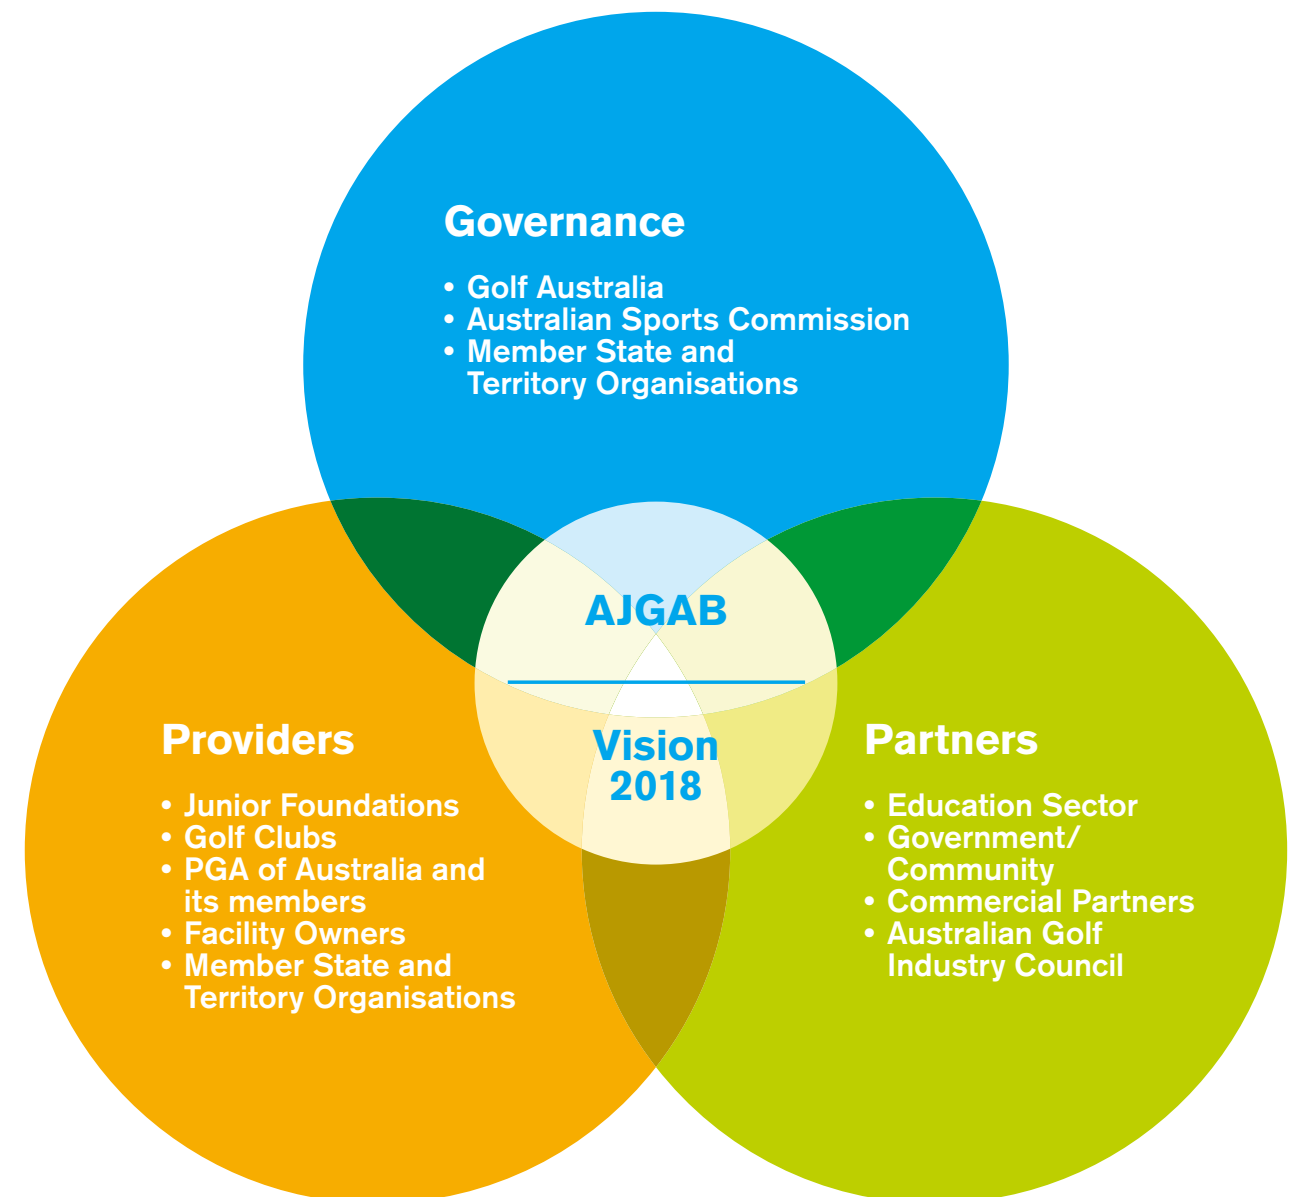 Governance
• Golf Australia
• Australian Sports Commission
• Member State and
Territory Organisations
AJGAB
Vision
2018
Providers
• Junior Foundations
• Golf Clubs
• PGA of Australia and
its members
• Facility Owners
• Member State and
Territory Organisations
Partners
• Education Sector
• Government/
Community
• Commercial Partners
• Australian Golf
Industry Council